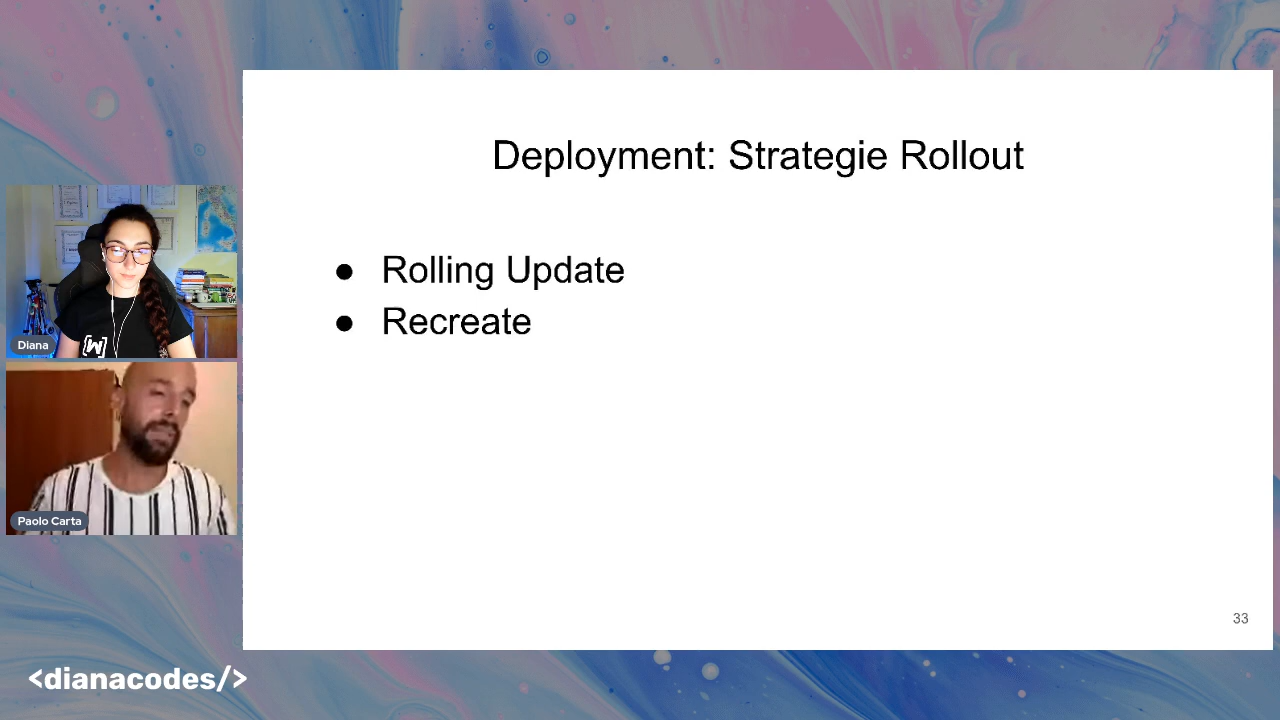 Deployment: Strategie Rollout
● Rolling Update
● Recreate
33
Diana
Paolo Carta
<dianacodes/>